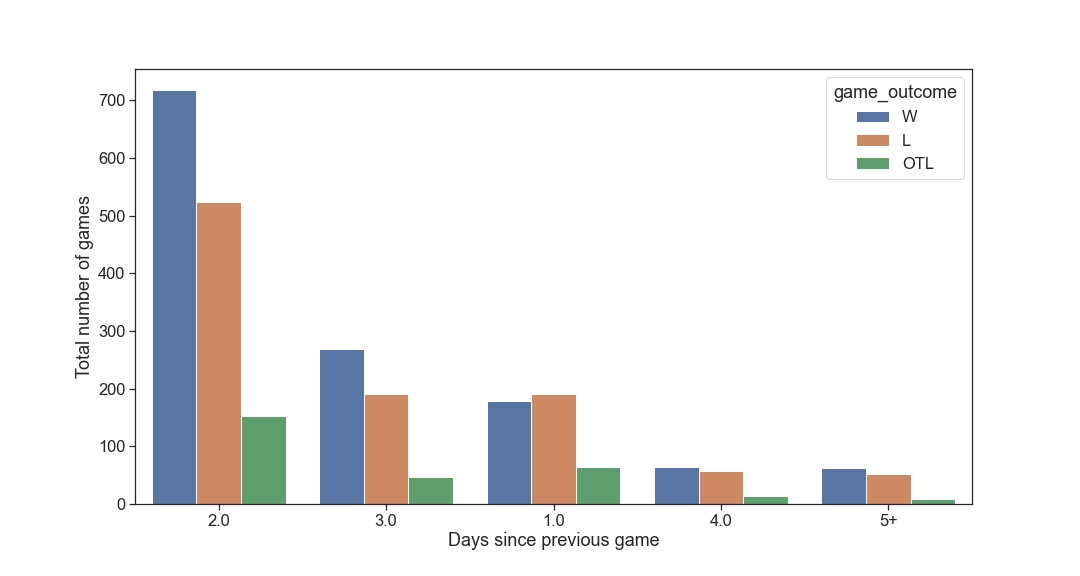 game_outcome
W
L
OTL
Total number of games
700
600
500
400
300
200
100
0
2.0 3.0 1.0 4.0 5+
Days since previous game